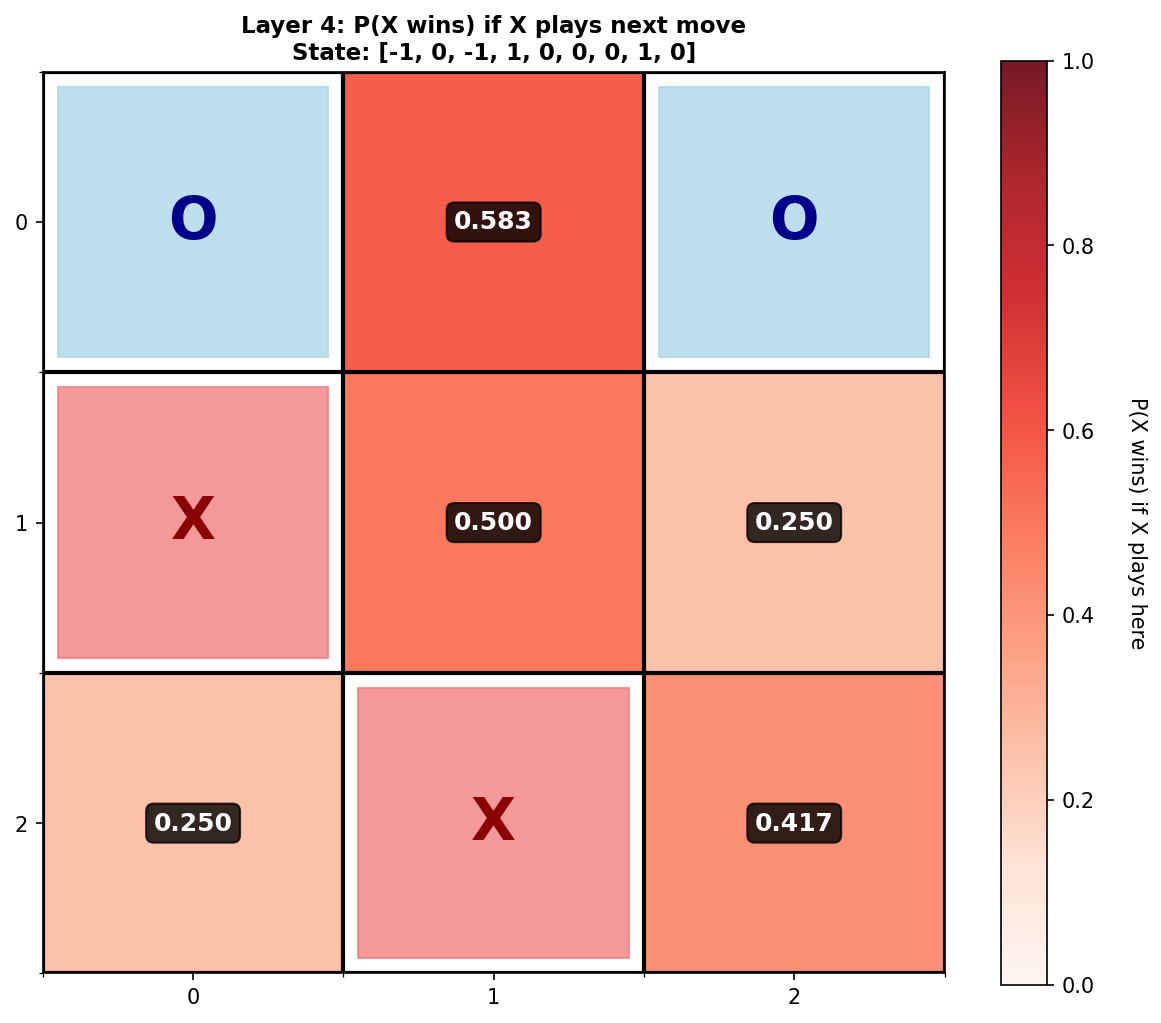 Layer 4: P(X wins) if X plays next move
State: [-1, 0, -1, 1, 0, 0, 0, 1, 0]
0
O
0.583
O
1
X
0.500
0.250
2
0.250
X
0.417
0
1
2
1.0
0.8
0.6
0.4
0.2
0.0
P(X wins) if X plays here